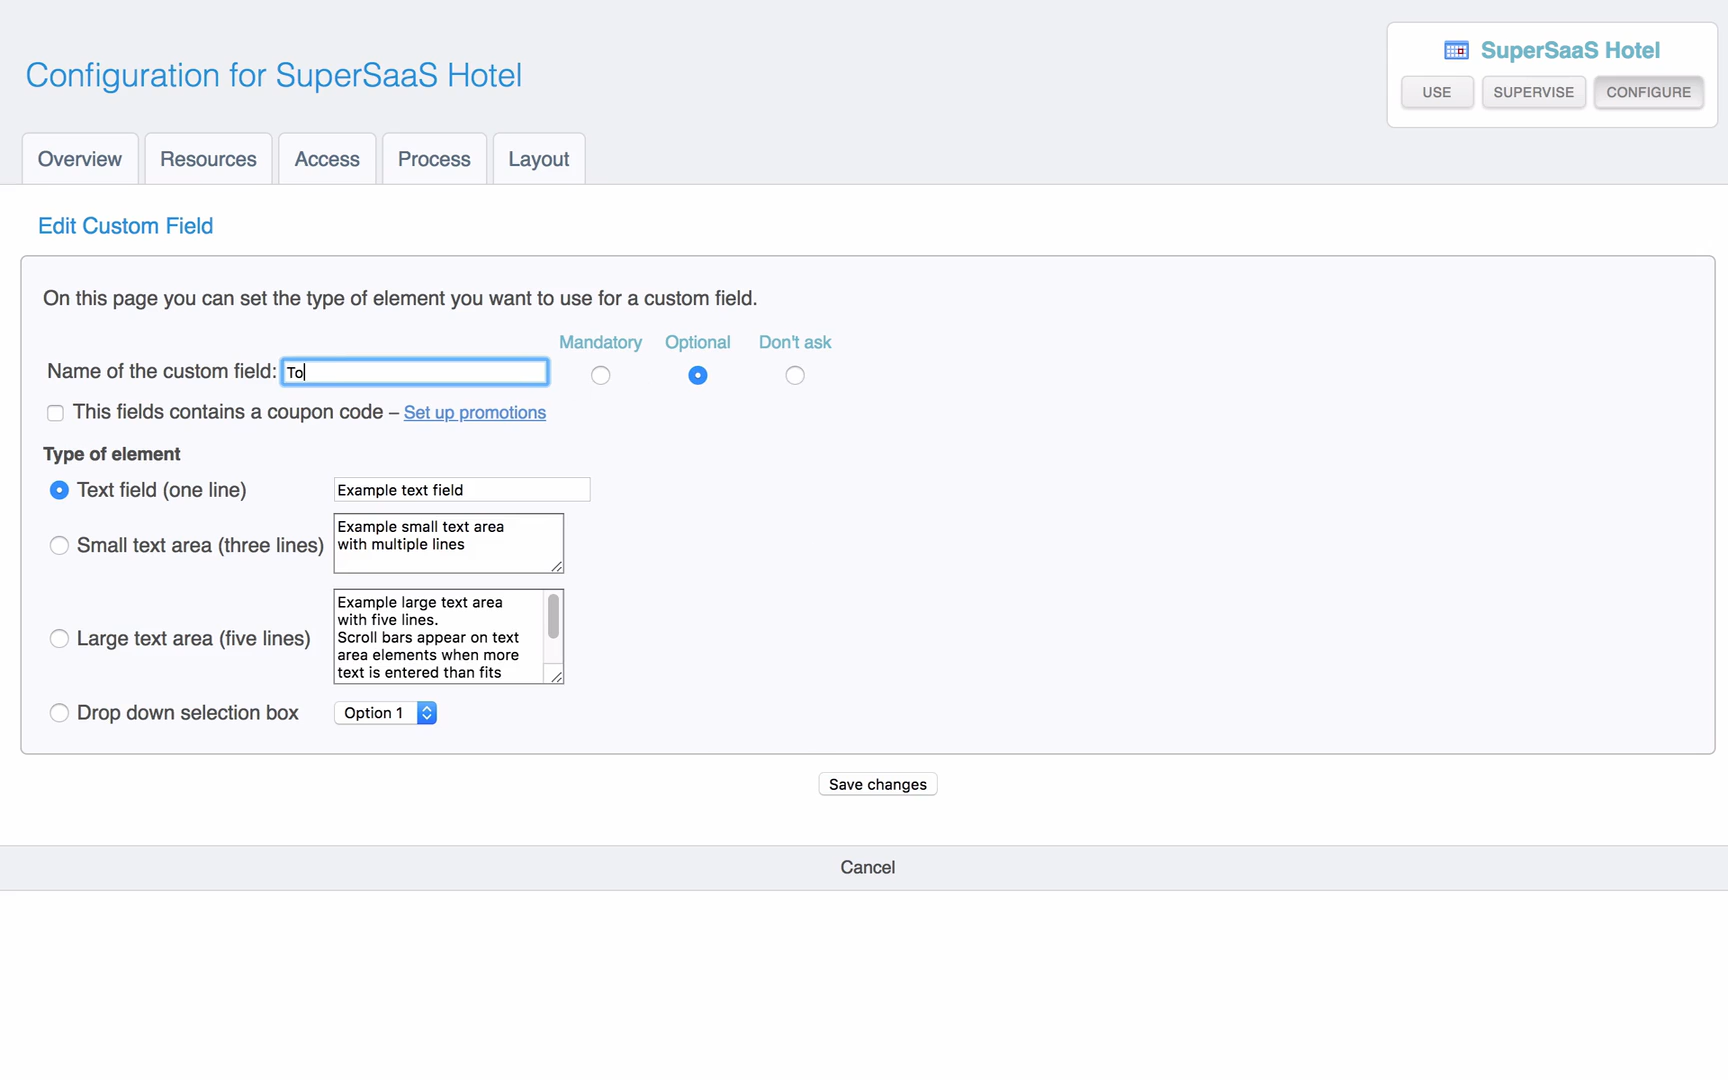 SuperSaaS Hotel
USE SUPERVISE CONFIGURE
Configuration for SuperSaaS Hotel
Overview Resources Access Process Layout
Edit Custom Field
On this page you can set the type of element you want to use for a custom field.
Mandatory Optional Don't ask
Name of the custom field: To
This fields contains a coupon code – Set up promotions
Type of element
Text field (one line) Example text field
Small text area (three lines)
Example small text area
with multiple lines
Large text area (five lines)
Example large text area
with five lines.
Scroll bars appear on text
area elements when more
text is entered than fits
Drop down selection box Option 1
Save changes
Cancel